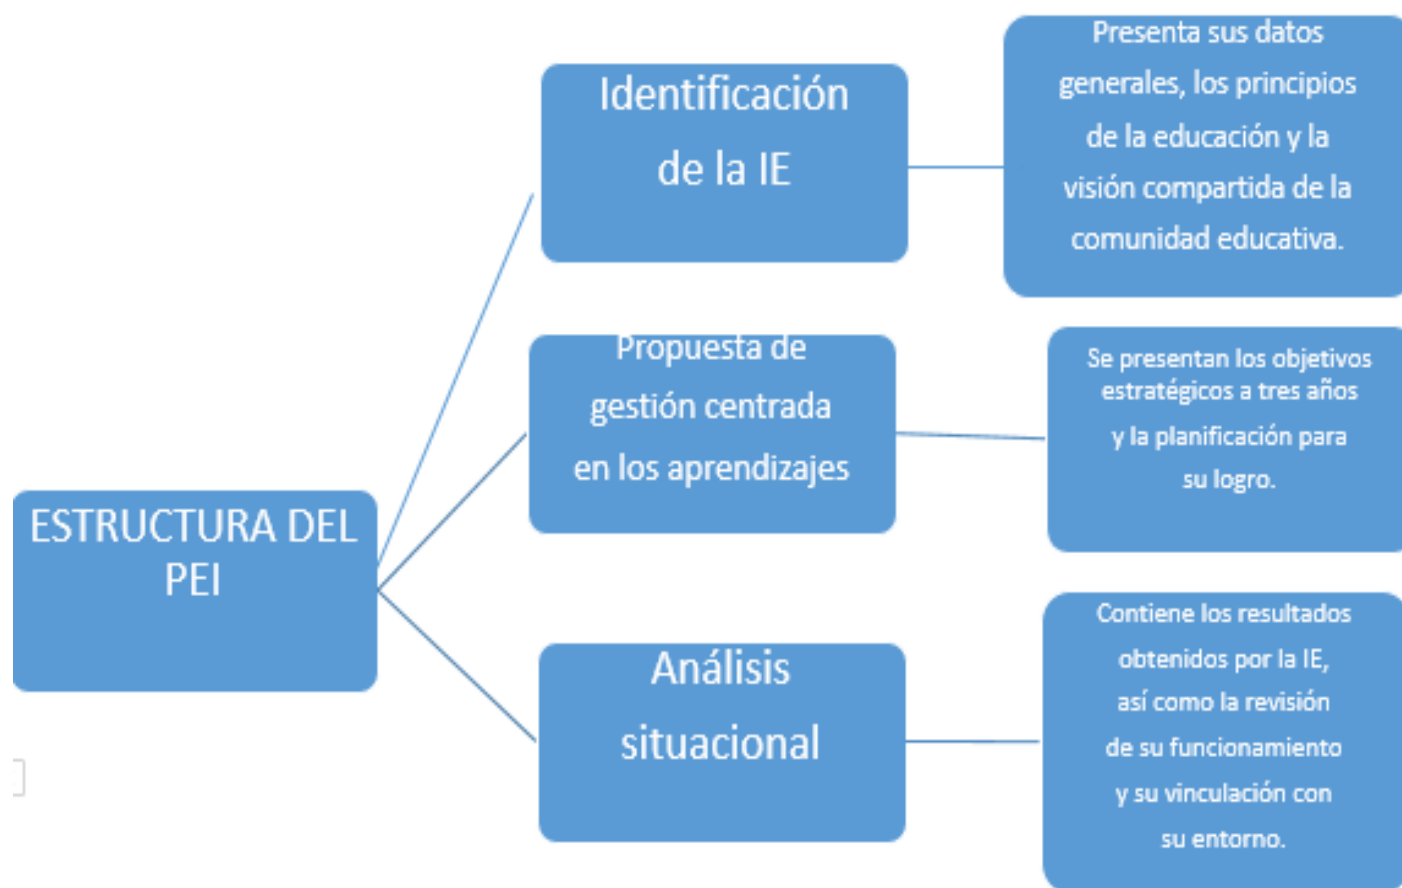 ESTRUCTURA DEL
PEI
Identificación
de la IE
Presenta sus datos
generales, los principios
de la educación y la
visión compartida de la
comunidad educativa.
Propuesta de
gestión centrada
en los aprendizajes
Se presentan los objetivos
estratégicos a tres años
y la planificación para
su logro.
Análisis
situacional
Contiene los resultados
obtenidos por la IE,
así como la revisión
de su funcionamiento
y su vinculación con
su entorno.